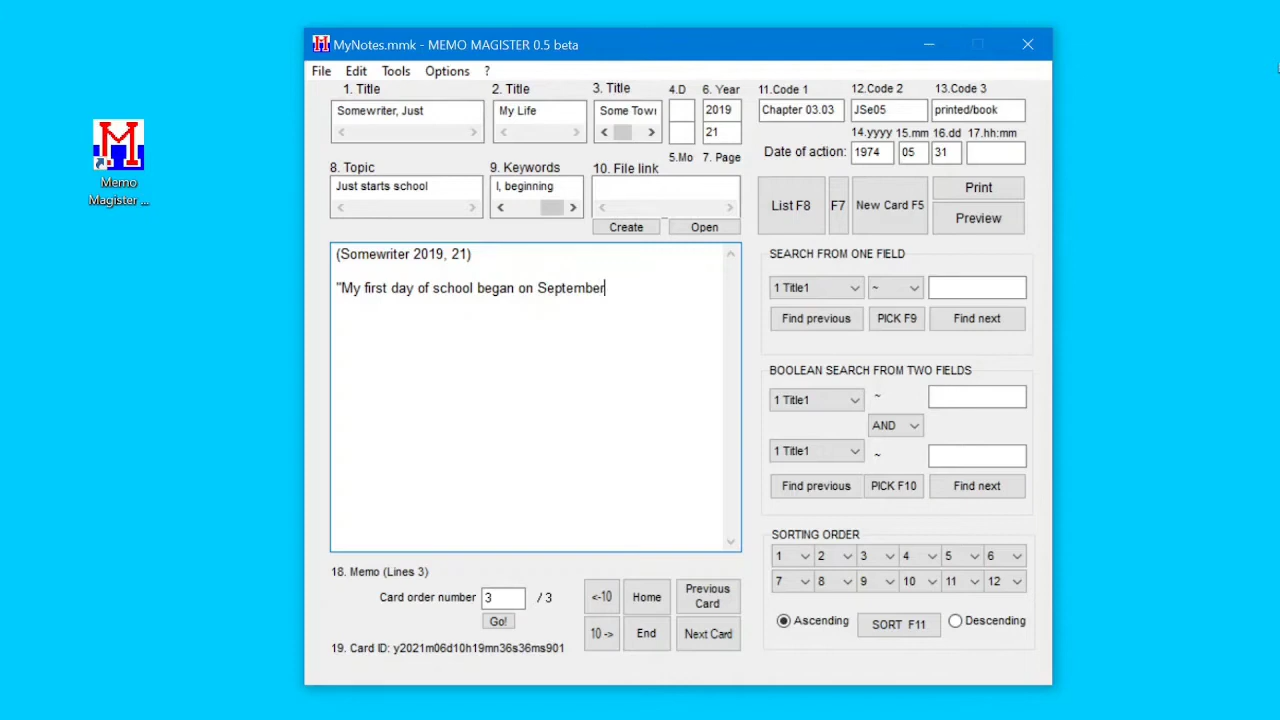 MyNotes.mmk - MEMO MAGISTER 0.5 beta
File Edit Tools Options ?
1. Title 2. Title 3. Title 4.D 6. Year 11.Code 1 12.Code 2 13.Code 3
Somewriter, Just My Life Some Town 2019 Chapter 03.03 JSe05 printed/book
21
14.yyyy 15.mm 16.dd 17.hh:mm
5.Mo 7. Page Date of action: 1974 05 31
8. Topic 9. Keywords 10. File link
Just starts school I, beginning
List F8 F7 New Card F5 Print
Preview
Create Open
Memo
Magister ...
(Somewriter 2019, 21)
"My first day of school began on September
SEARCH FROM ONE FIELD
1 Title1 ~
Find previous PICK F9 Find next
BOOLEAN SEARCH FROM TWO FIELDS
1 Title1 ~
AND
1 Title1 ~
Find previous PICK F10 Find next
SORTING ORDER
1 2 3 4 5 6
7 8 9 10 11 12
Ascending SORT F11 Descending
18. Memo (Lines 3)
Card order number 3 / 3
Go!
<-10 Home Previous Card
10 -> End Next Card
19. Card ID: y2021m06d10h19mn36s36ms901